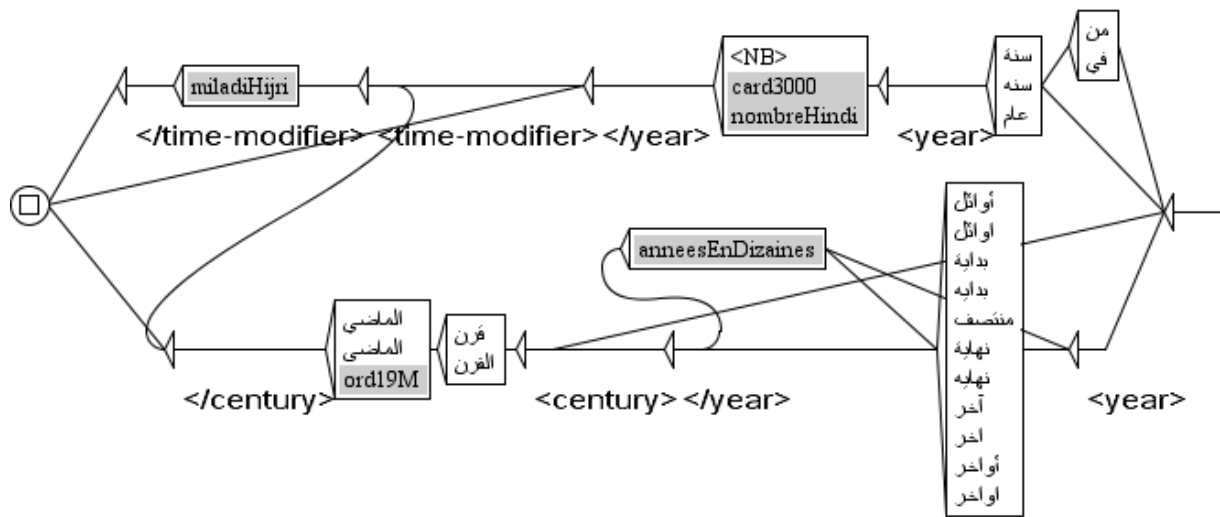 من
في
سنة
سنه
عام
<NB>
card3000
nombreHindi
miladiHijri
<year>
</year>
<time-modifier>
</time-modifier>
أوائل
اوائل
بداية
بدايه
منتصف
نهاية
نهايه
آخر
اخر
أواخر
اواخر
anneesEnDizaines
قرن
القرن
الماضي
الماضى
ord19M
<year>
</year>
<century>
</century>